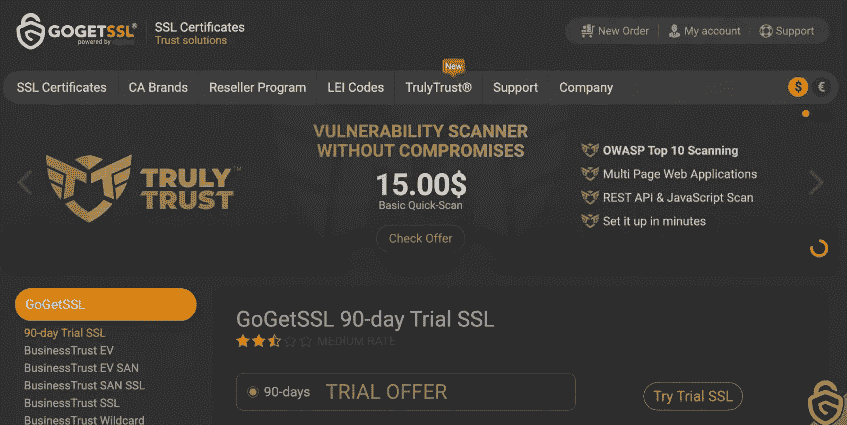 GOGETSSL®
powered by
SSL Certificates
Trust solutions
New Order
My account
Support
New
SSL Certificates
CA Brands
Reseller Program
LEI Codes
TrulyTrust®
Support
Company
$
€
TRULY
TRUST™
VULNERABILITY SCANNER
WITHOUT COMPROMISES
15.00$
Basic Quick-Scan
Check Offer
OWASP Top 10 Scanning
Multi Page Web Applications
REST API & JavaScript Scan
Set it up in minutes
GoGetSSL
90-day Trial SSL
BusinessTrust EV
BusinessTrust EV SAN
BusinessTrust SAN SSL
BusinessTrust SSL
BusinessTrust Wildcard
GoGetSSL 90-day Trial SSL
MEDIUM RATE
90-days
TRIAL OFFER
Try Trial SSL